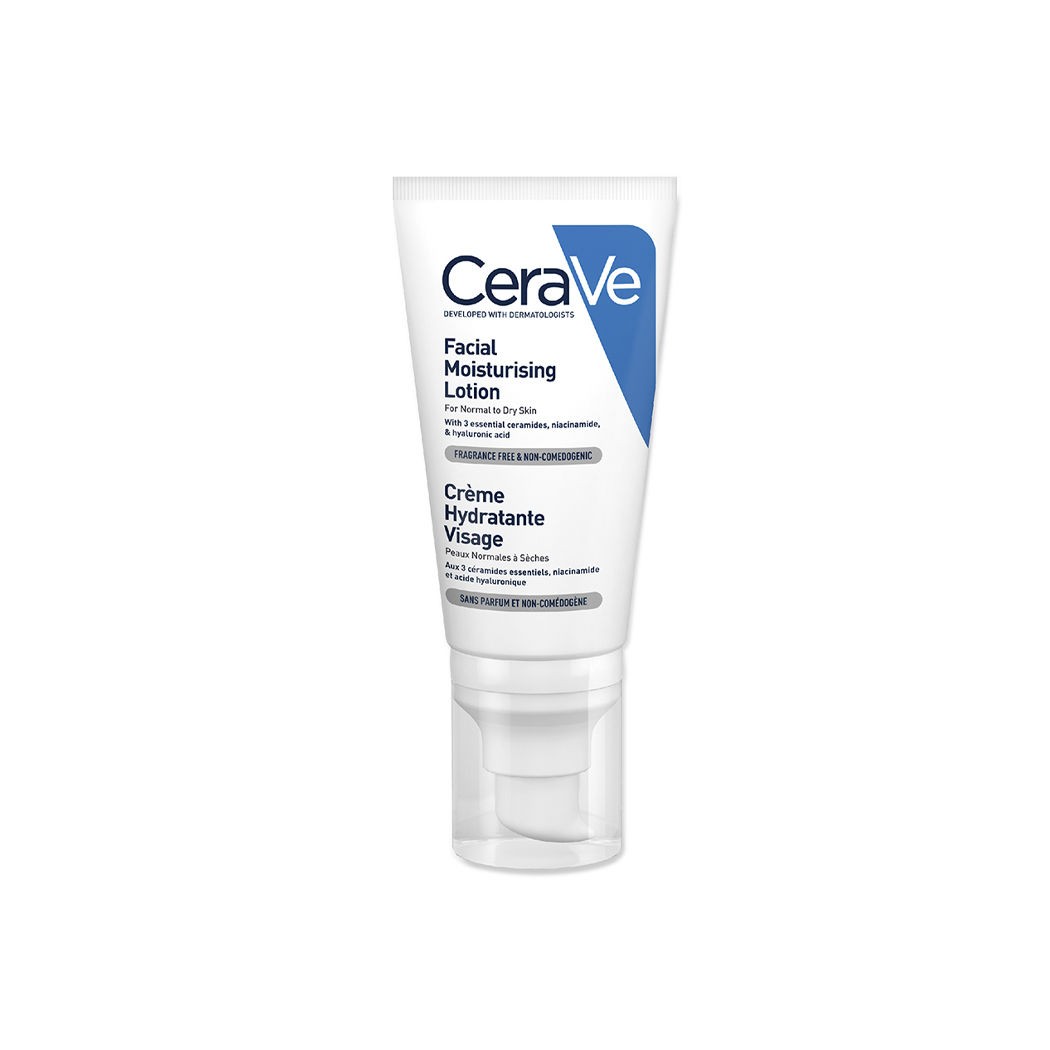 CeraVe
DEVELOPED WITH DERMATOLOGISTS
Facial
Moisturising
Lotion
For Normal to Dry Skin
With 3 essential ceramides, niacinamide,
& hyaluronic acid
FRAGRANCE FREE & NON-COMEDOGENIC
Crème
Hydratante
Visage
Peaux Normales à Sèches
Aux 3 céramides essentiels, niacinamide
et acide hyaluronique
SANS PARFUM ET NON-COMÉDOGÈNE